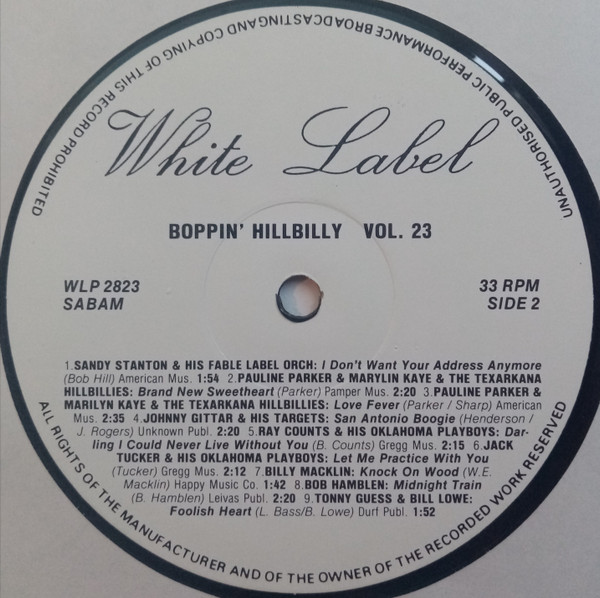 UNAUTHORISED PUBLIC PERFORMANCE BROADCASTING AND COPYING OF THIS RECORD PROHIBITED
White Label
BOPPIN' HILLBILLY VOL. 23
WLP 2823
SABAM
33 RPM
SIDE 2
1.SANDY STANTON & HIS FABLE LABEL ORCH: I Don't Want Your Address Anymore
(Bob Hill) American Mus. 1:54 2.PAULINE PARKER & MARYLIN KAYE & THE TEXARKANA
HILLBILLIES: Brand New Sweetheart (Parker) Pamper Mus. 2:20 3.PAULINE PARKER &
MARILYN KAYE & THE TEXARKANA HILLBILLIES: Love Fever (Parker / Sharp) American
Mus. 2:35 4.JOHNNY GITTAR & HIS TARGETS: San Antonio Boogie (Henderson /
J. Rogers) Unknown Publ. 2:20 5.RAY COUNTS & HIS OKLAHOMA PLAYBOYS: Dar-
ling I Could Never Live Without You (B. Counts) Gregg Mus. 2:15 6.JACK
TUCKER & HIS OKLAHOMA PLAYBOYS: Let Me Practice With You
(Tucker) Gregg Mus. 2:12 7.BILLY MACKLIN: Knock On Wood (W.E.
Macklin) Happy Music Co. 1:42 8.BOB HAMBLEN: Midnight Train
(B. Hamblen) Leivas Publ. 2:20 9.TONNY GUESS & BILL LOWE:
Foolish Heart (L. Bass/B. Lowe) Durf Publ. 1:52
ALL RIGHTS OF THE MANUFACTURER AND OF THE OWNER OF THE RECORDED WORK RESERVED